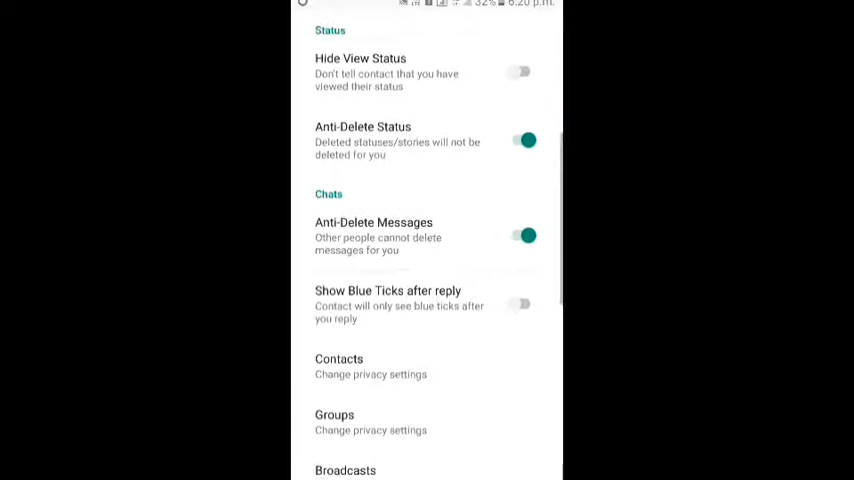 32% 6:20 p.m.
Status
Hide View Status
Don't tell contact that you have
viewed their status
Anti-Delete Status
Deleted statuses/stories will not be
deleted for you
Chats
Anti-Delete Messages
Other people cannot delete
messages for you
Show Blue Ticks after reply
Contact will only see blue ticks after
you reply
Contacts
Change privacy settings
Groups
Change privacy settings
Broadcasts